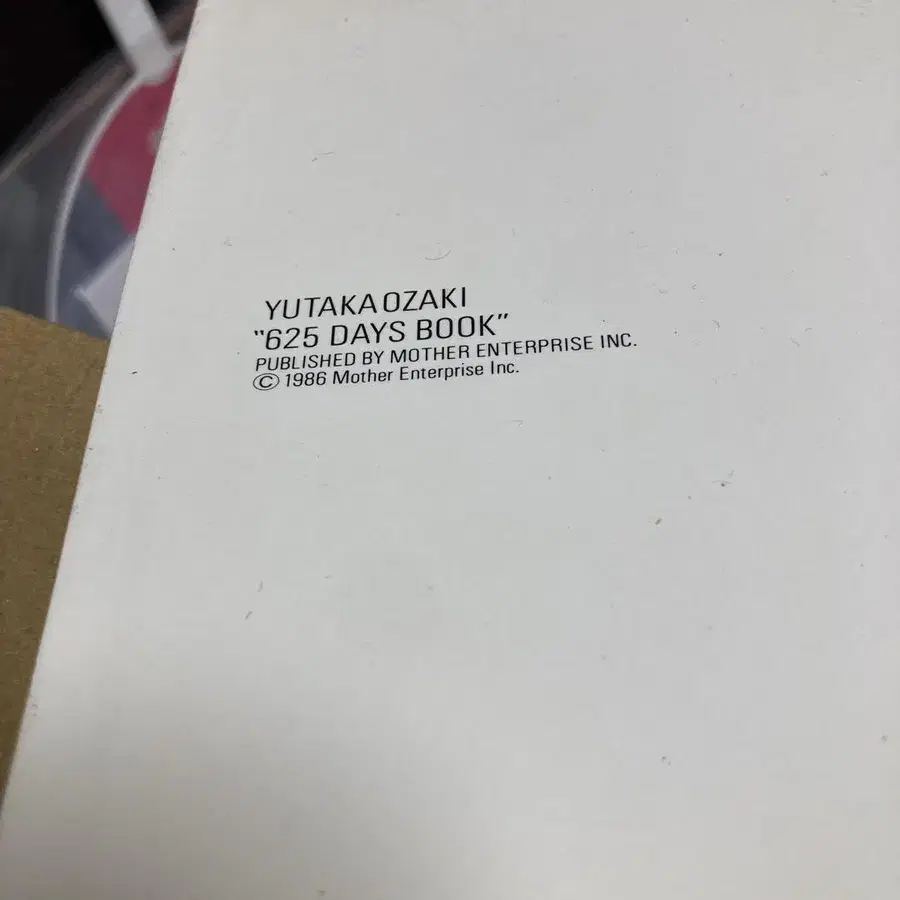 YUTAKA OZAKI
"625 DAYS BOOK"
PUBLISHED BY MOTHER ENTERPRISE INC.
© 1986 Mother Enterprise Inc.